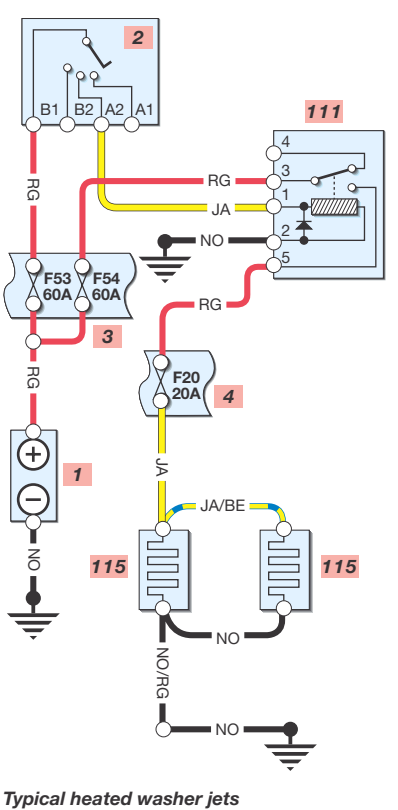 2
B1 B2 A2 A1
111
4
3
1
2
5
RG
RG
JA
NO
F53
60A
F54
60A
RG
3
F20
20A
4
RG
1
JA
JA/BE
NO
115
115
NO
NO/RG
NO
Typical heated washer jets